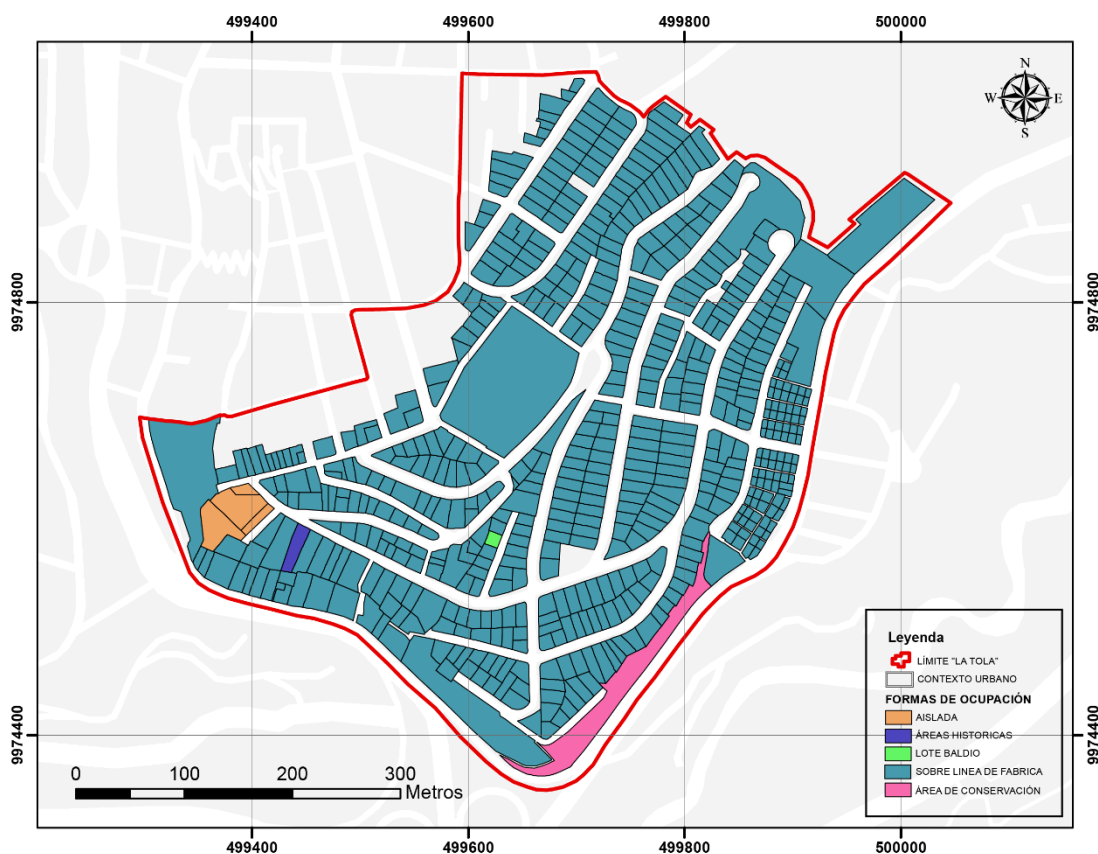 499400 499600 499800 500000
N
W E
S
9974800 9974800
9974400 9974400
Leyenda
LÍMITE "LA TOLA"
CONTEXTO URBANO
FORMAS DE OCUPACIÓN
AISLADA
ÁREAS HISTORICAS
LOTE BALDIO
SOBRE LINEA DE FABRICA
ÁREA DE CONSERVACIÓN
0 100 200 300
Metros
499400 499600 499800 500000